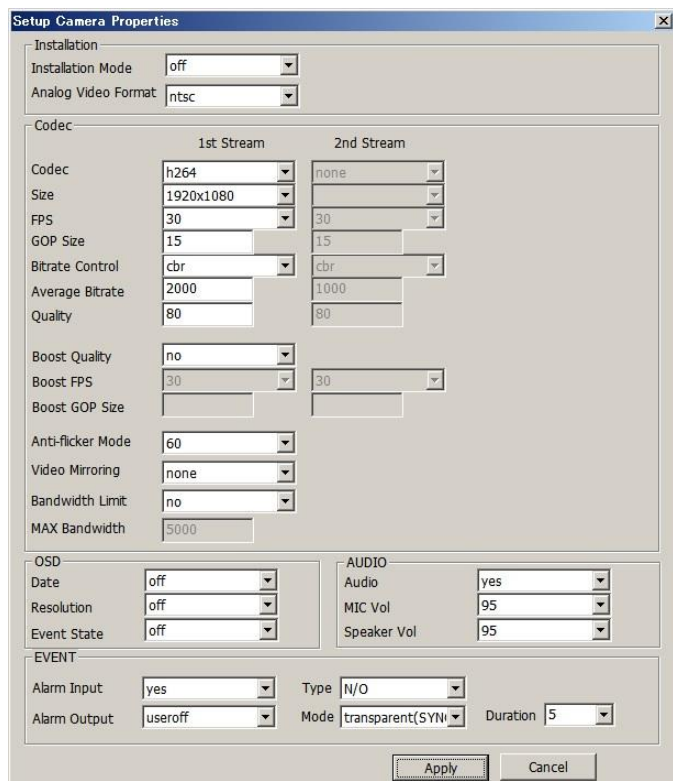 Setup Camera Properties
Installation
Installation Mode off
Analog Video Format ntsc
Codec
1st Stream 2nd Stream
Codec h264 none
Size 1920x1080
FPS 30 30
GOP Size 15 15
Bitrate Control cbr cbr
Average Bitrate 2000 1000
Quality 80 80
Boost Quality no
Boost FPS 30 30
Boost GOP Size
Anti-flicker Mode 60
Video Mirroring none
Bandwidth Limit no
MAX Bandwidth 5000
OSD
Date off
Resolution off
Event State off
AUDIO
Audio yes
MIC Vol 95
Speaker Vol 95
EVENT
Alarm Input yes Type N/O
Alarm Output useroff Mode transparent(SYN Duration 5
Apply Cancel